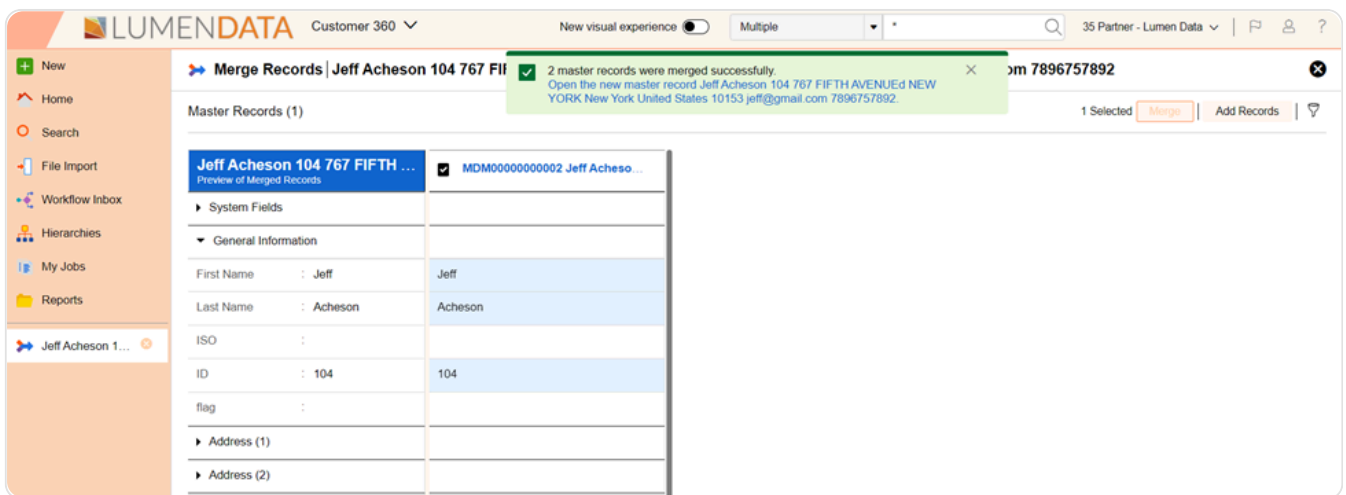 LUMENDATA Customer 360 New visual experience Multiple * 35 Partner - Lumen Data ?
New
Home
Search
File Import
Workflow Inbox
Hierarchies
My Jobs
Reports
Jeff Acheson 1...
Merge Records | Jeff Acheson 104 767 FI
om 7896757892
2 master records were merged successfully.
Open the new master record Jeff Acheson 104 767 FIFTH AVENUEd NEW
YORK New York United States 10153 jeff@gmail.com 7896757892.
Master Records (1) 1 Selected Merge Add Records
Jeff Acheson 104 767 FIFTH ... MDM00000000002 Jeff Acheso...
Preview of Merged Records
System Fields
General Information
First Name : Jeff Jeff
Last Name : Acheson Acheson
ISO :
ID : 104 104
flag :
Address (1)
Address (2)